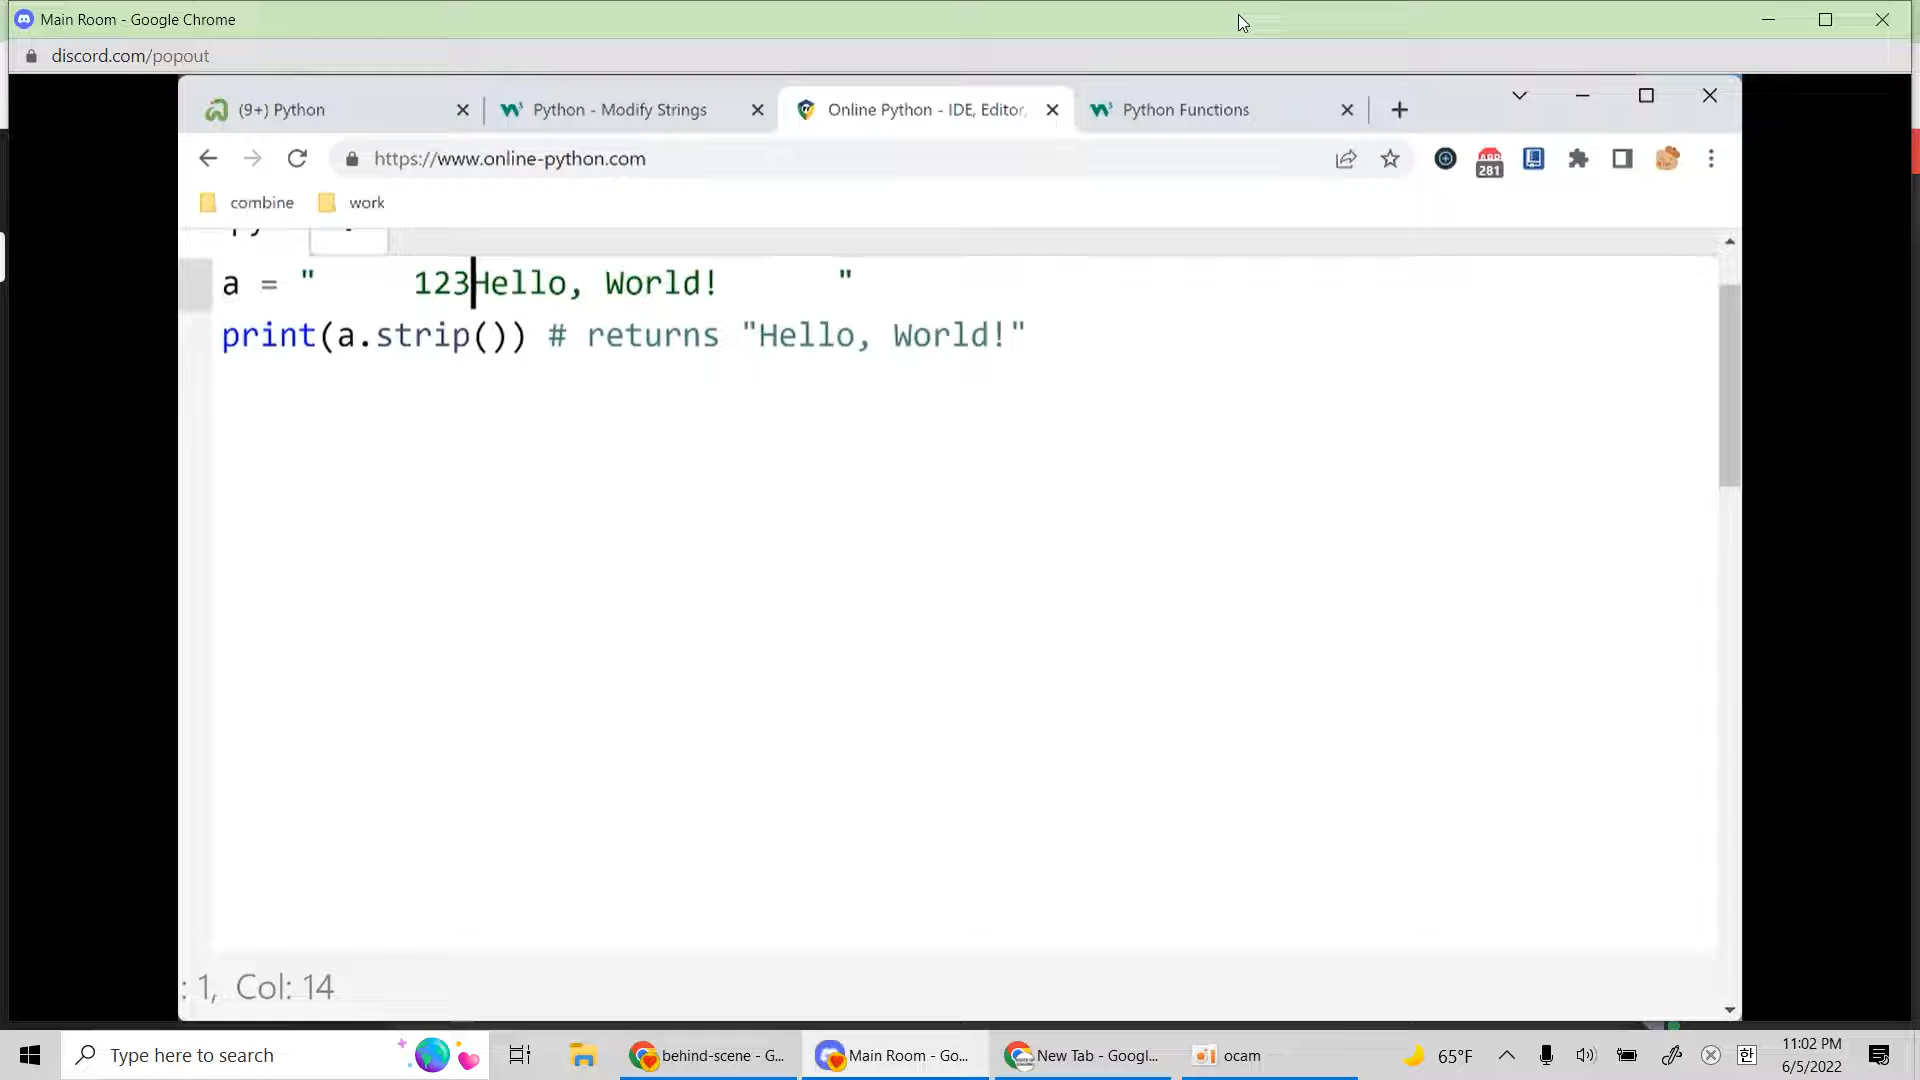 Main Room - Google Chrome
discord.com/popout
(9+) Python
Python - Modify Strings
Online Python - IDE, Editor,
Python Functions
https://www.online-python.com
281
combine
work
a = "     123Hello, World!      "
print(a.strip()) # returns "Hello, World!"
: 1, Col: 14
Type here to search
behind-scene - G...
Main Room - Go...
New Tab - Googl...
ocam
65°F
한
11:02 PM
6/5/2022